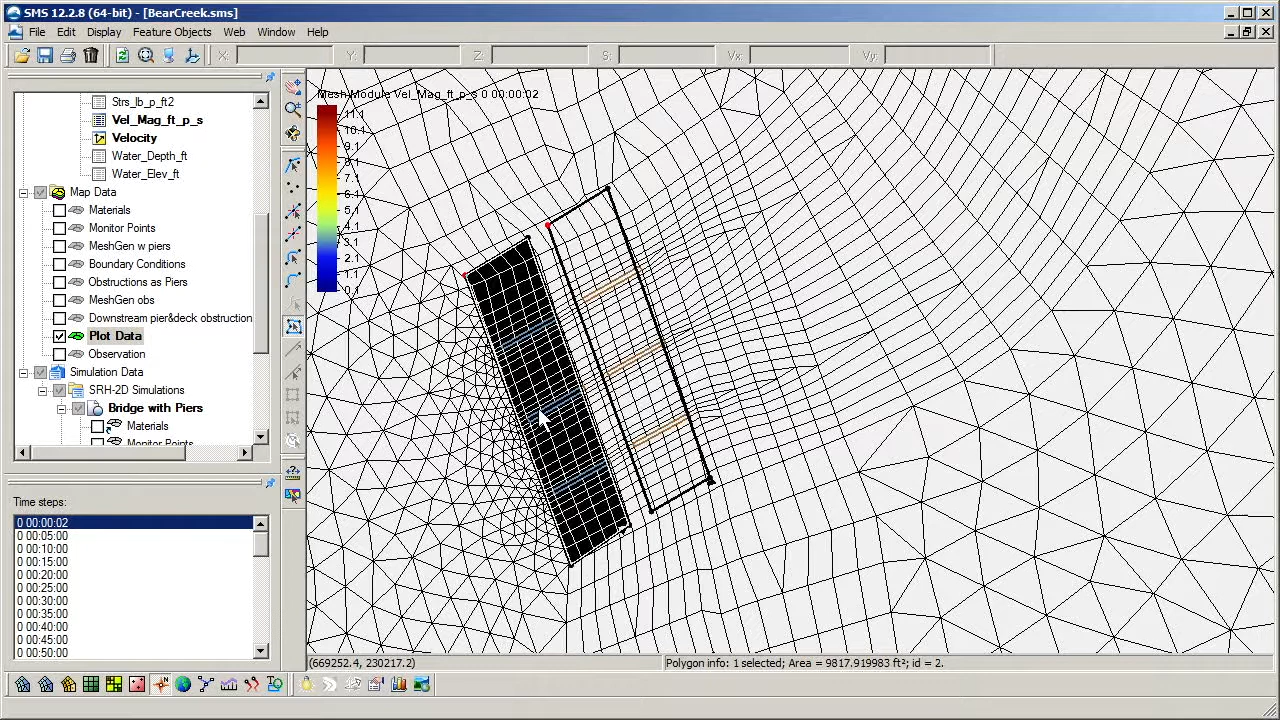 SMS 12.2.8 (64-bit) - [BearCreek.sms]
File Edit Display Feature Objects Web Window Help
X: Y: Z: S: Vx: Vy:
Mesh Module Vel_Mag_ft_p_s 0 00:00:02
11.1
10.1
9.1
8.1
7.1
6.1
5.1
4.1
3.1
2.1
1.1
0.1
Strs_lb_p_ft2
Vel_Mag_ft_p_s
Velocity
Water_Depth_ft
Water_Elev_ft
Map Data
Materials
Monitor Points
MeshGen w piers
Boundary Conditions
Obstructions as Piers
MeshGen obs
Downstream pier&deck obstruction
Plot Data
Observation
Simulation Data
SRH-2D Simulations
Bridge with Piers
Materials
Monitor Points
Time steps:
0 00:00:02
0 00:05:00
0 00:10:00
0 00:15:00
0 00:20:00
0 00:25:00
0 00:30:00
0 00:35:00
0 00:40:00
0 00:45:00
0 00:50:00
(669252.4, 230217.2)
Polygon info: 1 selected; Area = 9817.919983 ft²; id = 2.